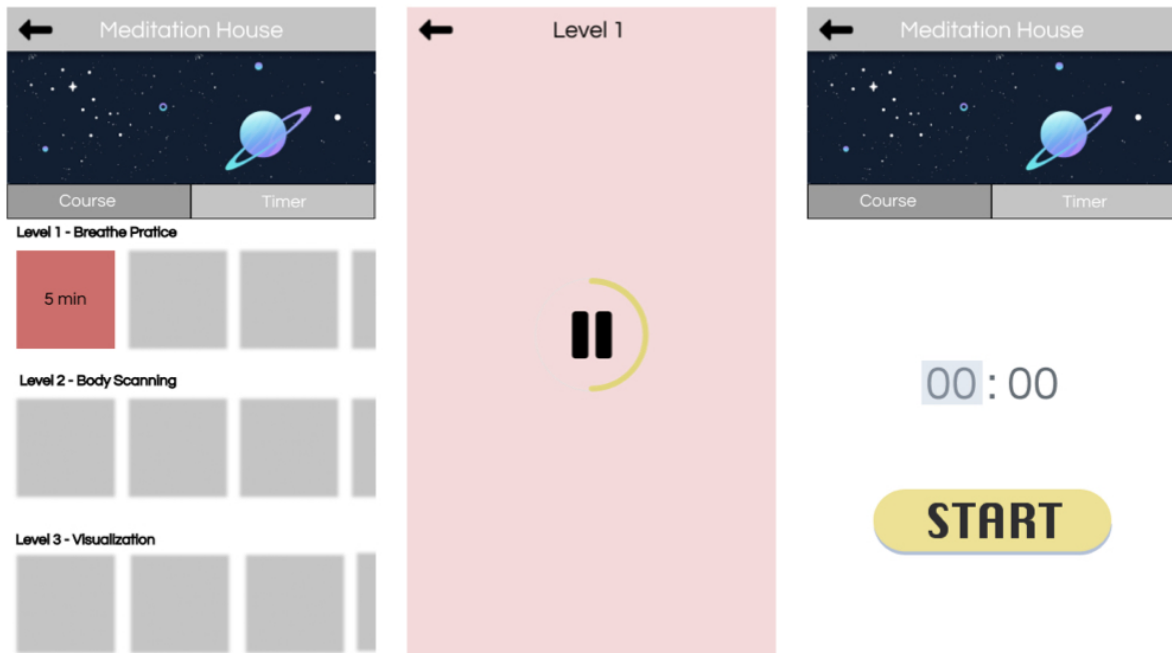 Meditation House
Course Timer
Level 1 - Breathe Pratice
5 min
Level 2 - Body Scanning
Level 3 - Visualization
Level 1
Meditation House
Course Timer
00 : 00
START